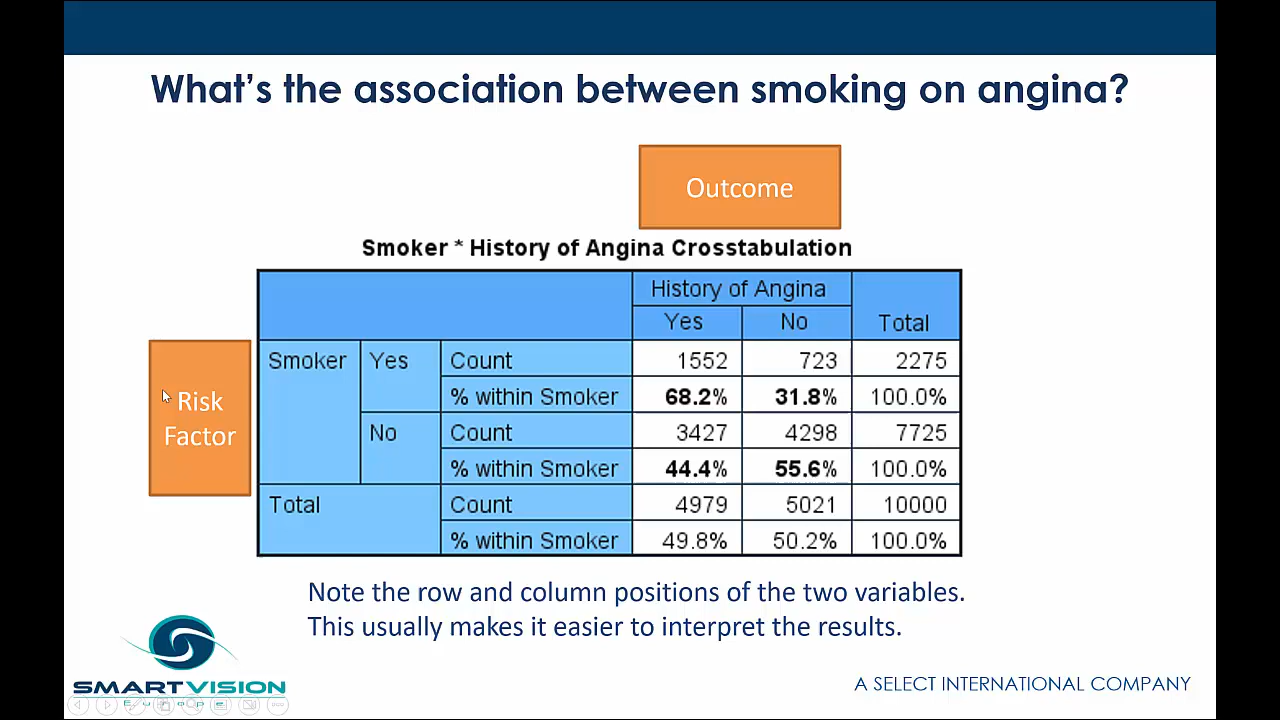 What's the association between smoking on angina?
Outcome
Smoker * History of Angina Crosstabulation
History of Angina
Yes No Total
Risk
Factor
Smoker Yes Count 1552 723 2275
% within Smoker 68.2% 31.8% 100.0%
No Count 3427 4298 7725
% within Smoker 44.4% 55.6% 100.0%
Total Count 4979 5021 10000
% within Smoker 49.8% 50.2% 100.0%
Note the row and column positions of the two variables.
This usually makes it easier to interpret the results.
SMART VISION
Europe
A SELECT INTERNATIONAL COMPANY